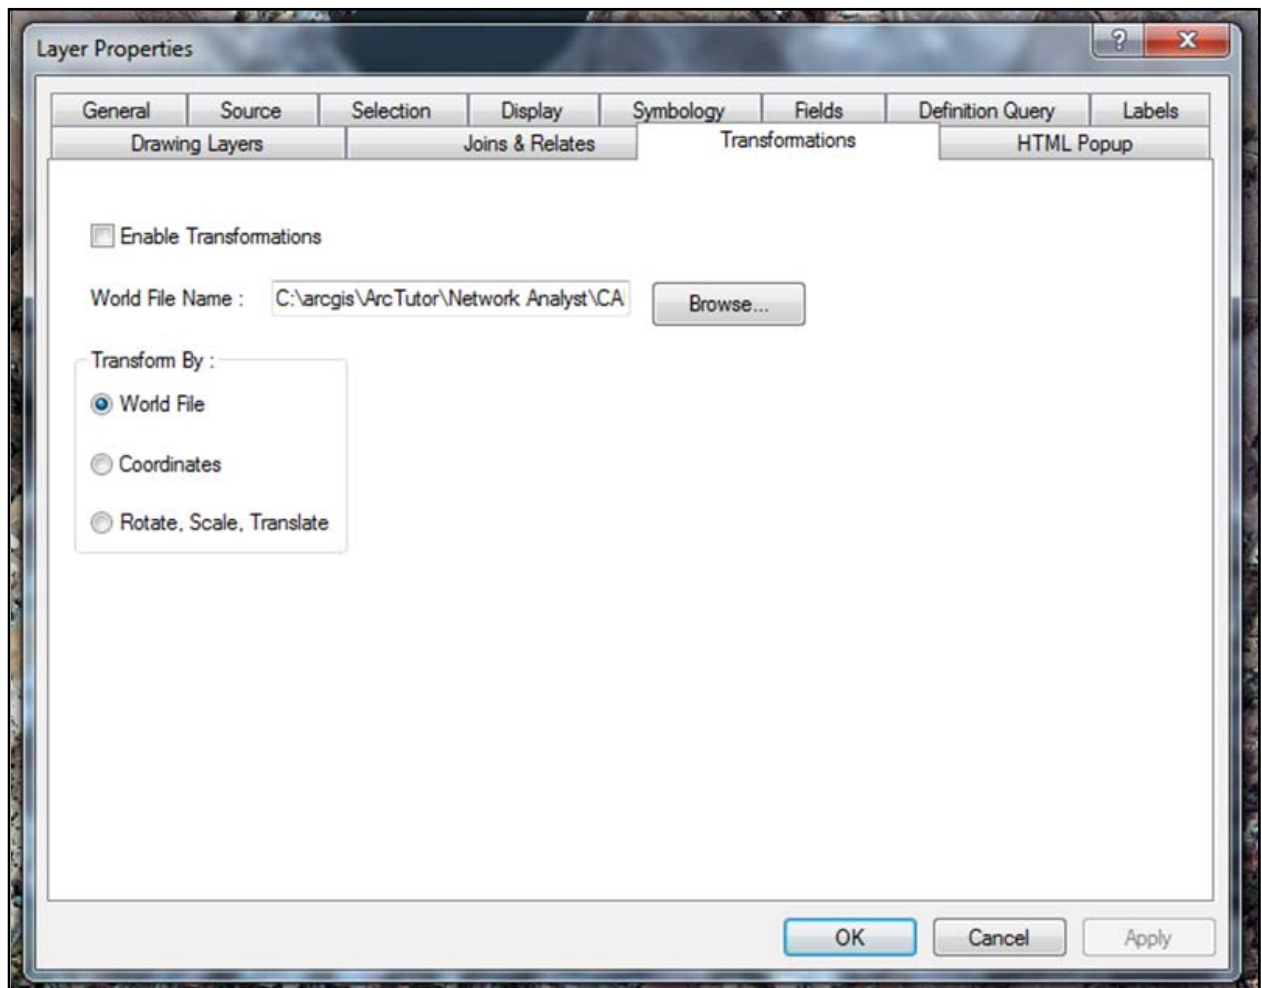 Layer Properties
?
General Source Selection Display Symbology Fields Definition Query Labels
Drawing Layers Joins & Relates Transformations HTML Popup
Enable Transformations
World File Name : C:\arcgis\ArcTutor\Network Analyst\CA Browse...
Transform By :
World File
Coordinates
Rotate, Scale, Translate
OK Cancel Apply